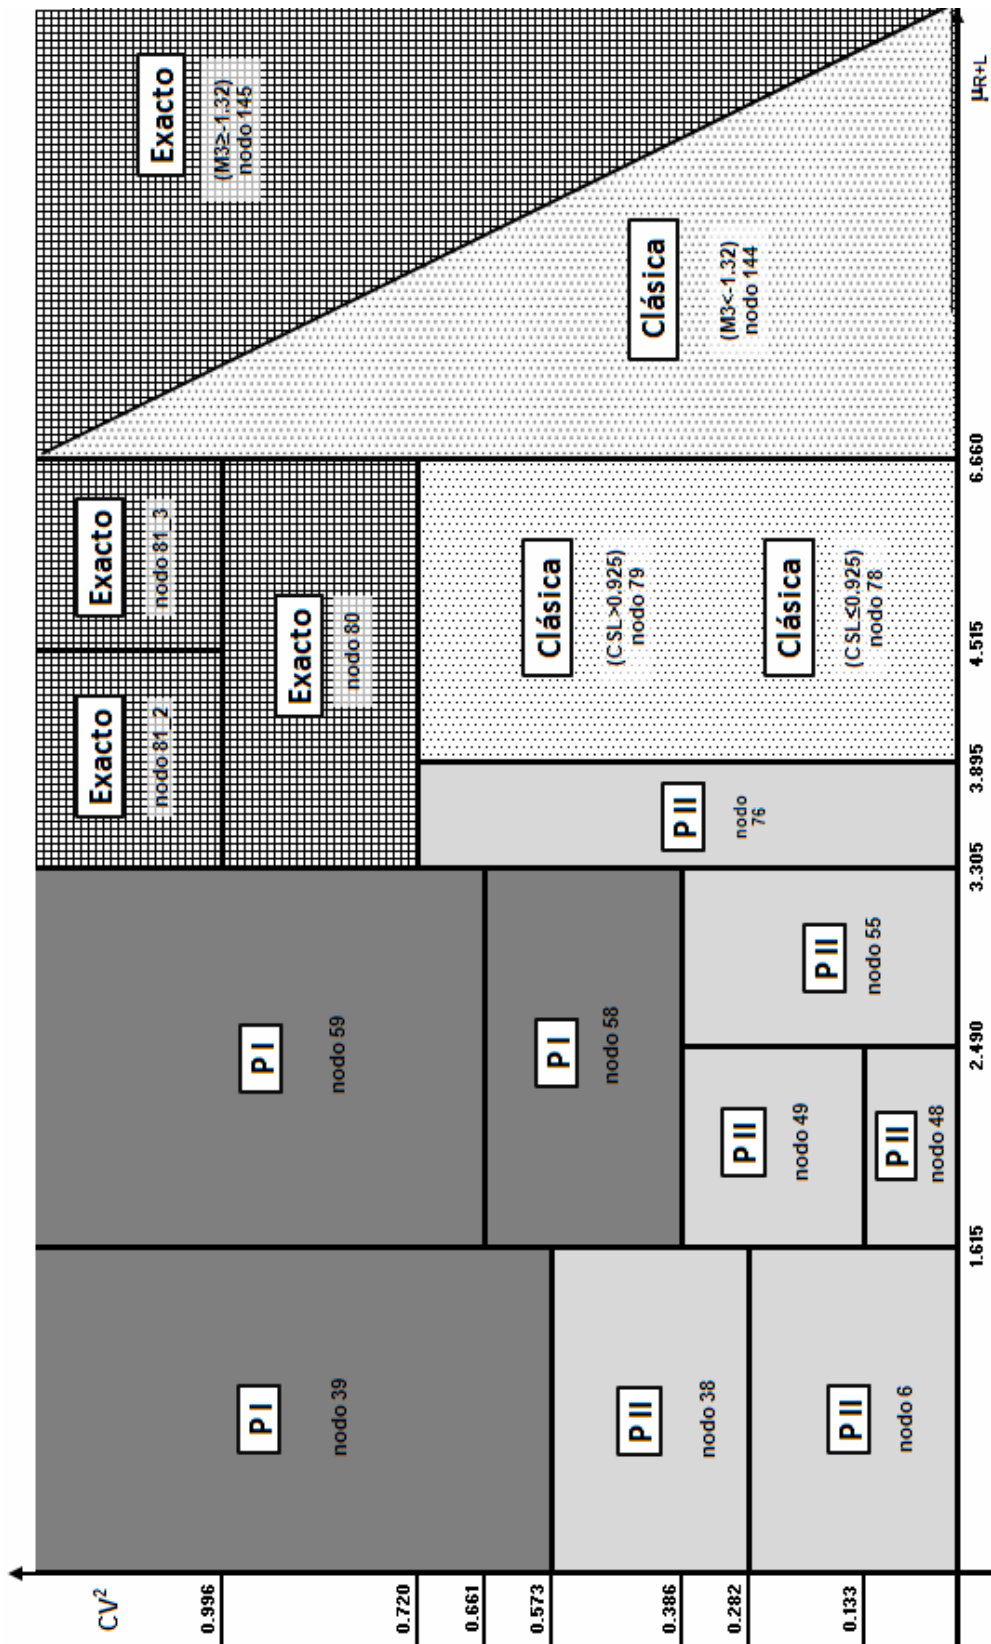 CV²
0.996
0.720
0.661
0.573
0.386
0.282
0.133
P I
nodo 39
P II
nodo 38
P II
nodo 6
P I
nodo 59
P I
nodo 58
P II
nodo 49
P II
nodo 48
P II
nodo 55
Exacto
nodo 81_2
Exacto
nodo 81_3
Exacto
nodo 80
P II
nodo
76
Clásica
(CSL>0.925)
nodo 79
Clásica
(CSL≤0.925)
nodo 78
Exacto
(M3≥-1.32)
nodo 145
Clásica
(M3<-1.32)
nodo 144
1.615
2.490
3.305
3.895
4.515
6.660
μR+L